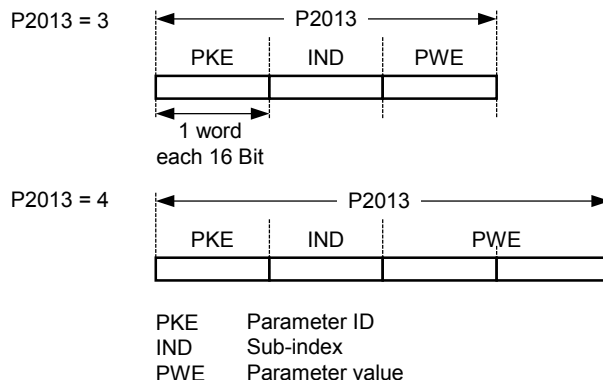 P2013 = 3
P2013
PKE IND PWE
1 word
each 16 Bit
P2013 = 4
P2013
PKE IND PWE
PKE Parameter ID
IND Sub-index
PWE Parameter value